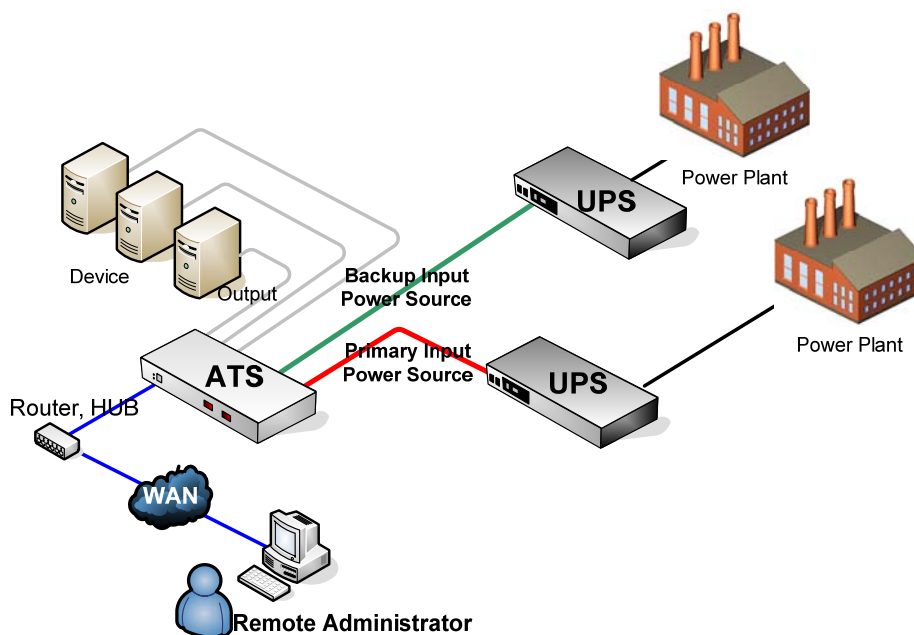 Power Plant
UPS
Device
Output
Backup Input
Power Source
Power Plant
Primary Input
Power Source
UPS
ATS
Router, HUB
WAN
Remote Administrator